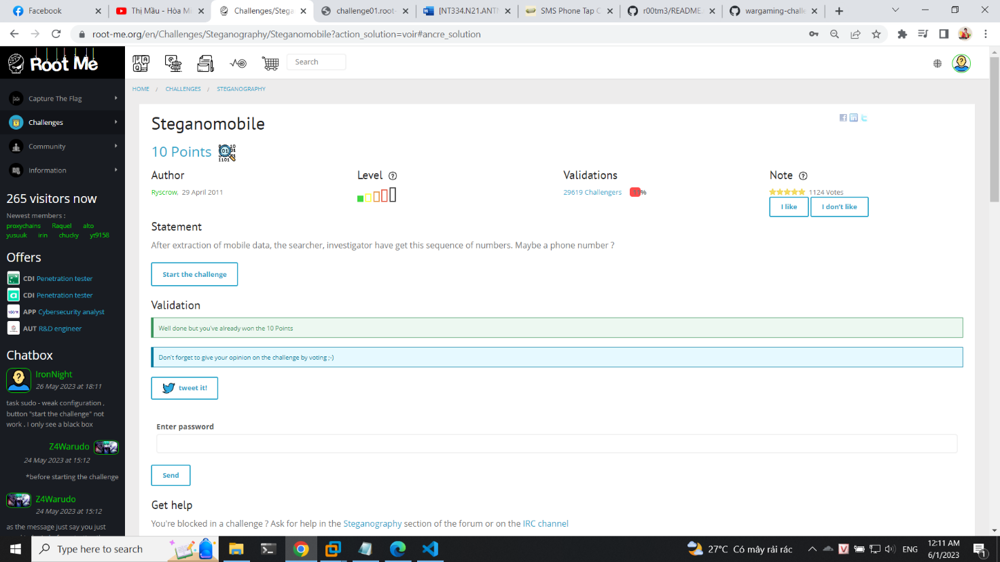 Facebook
Thị Mầu - Hòa Mi
Challenges/Stega
challenge01.root-
[NT334.N21.ANTN
SMS Phone Tap C
r00tm3/README.
wargaming-challe
root-me.org/en/Challenges/Steganography/Steganomobile?action_solution=voir#ancre_solution
Root Me
Search
Capture The Flag
Challenges
Community
Information
265 visitors now
Newest members :
proxychains Raquel alto
yusuuk irin chucky yt9158
Offers
CDI Penetration tester
CDI Penetration tester
APP Cybersecurity analyst
AUT R&D engineer
Chatbox
IronNight
26 May 2023 at 18:11
task sudo - weak configuration ,
button "start the challenge" not
work . I only see a black box
Z4Warudo
24 May 2023 at 15:12
*before starting the challenge
Z4Warudo
24 May 2023 at 15:12
as the message just say you just
HOME / CHALLENGES / STEGANOGRAPHY
Steganomobile
10 Points
Author
Ryscrow, 29 April 2011
Level
Validations
29619 Challengers
Note
1124 Votes
I like
I don't like
Statement
After extraction of mobile data, the searcher, investigator have get this sequence of numbers. Maybe a phone number ?
Start the challenge
Validation
Well done but you've already won the 10 Points
Don't forget to give your opinion on the challenge by voting ;-)
tweet it!
Enter password
Send
Get help
You're blocked in a challenge ? Ask for help in the Steganography section of the forum or on the IRC channel
Type here to search
27°C Có mây rải rác
ENG
12:11 AM
6/1/2023
1